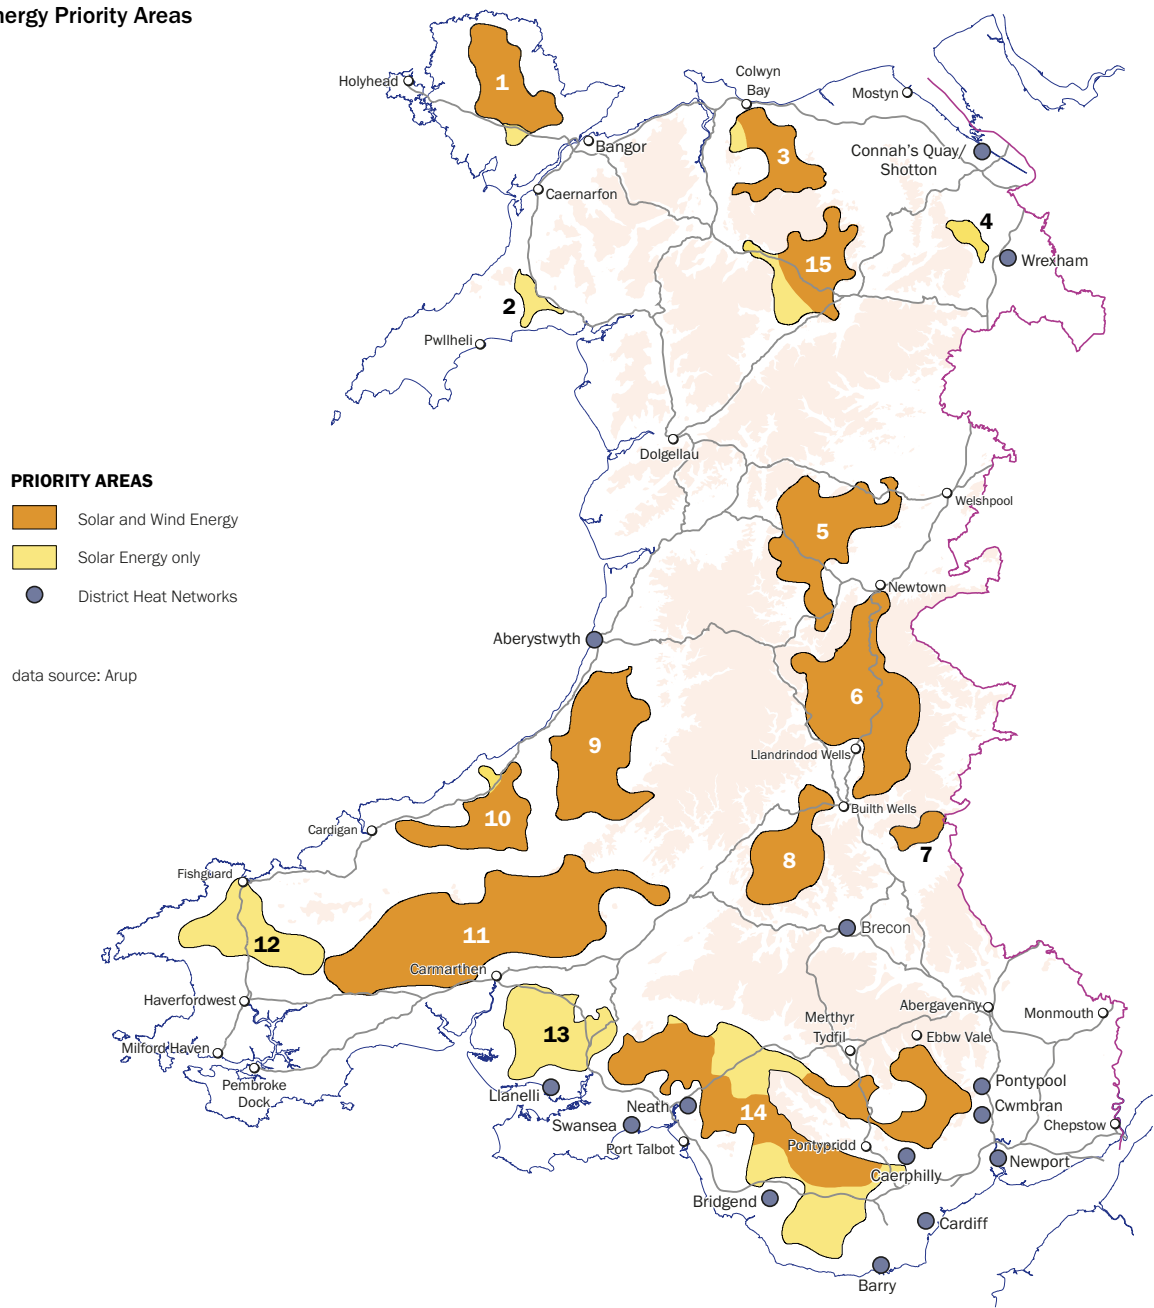 nergy Priority Areas
Holyhead
1
Colwyn
Bay
Mostyn
Bangor
3
Connah's Quay/
Shotton
Caernarfon
4
15
Wrexham
2
Pwllheli
Dolgellau
PRIORITY AREAS
Solar and Wind Energy
Solar Energy only
District Heat Networks
data source: Arup
Welshpool
5
Newtown
Aberystwyth
6
9
Llandrindod Wells
10
Builth Wells
Cardigan
7
8
Fishguard
11
12
Brecon
Carmarthen
Haverfordwest
Abergavenny
Monmouth
Merthyr
Tydfil
13
Ebbw Vale
Milford Haven
Pembroke
Dock
Pontypool
Llanelli
Neath
14
Cwmbran
Swansea
Chepstow
Port Talbot
Pontypridd
Newport
Caerphilly
Bridgend
Cardiff
Barry